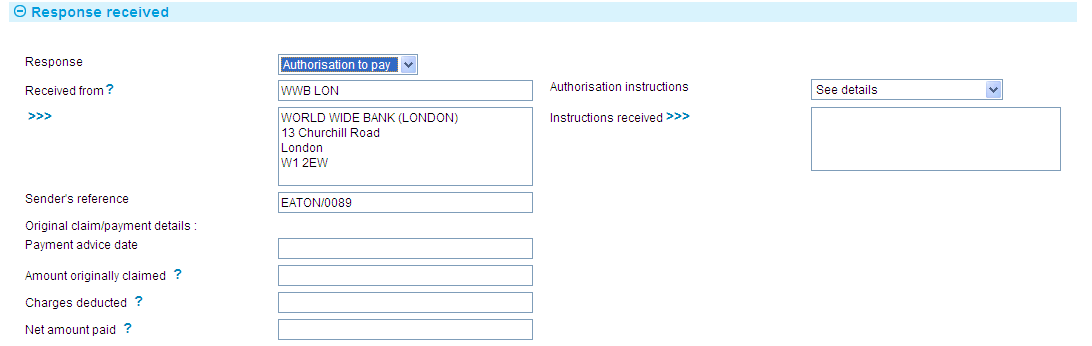 Response received
Response
Authorisation to pay
Received from ?
WWB LON
Authorisation instructions
See details
>>>
WORLD WIDE BANK (LONDON)
13 Churchill Road
London
W1 2EW
Instructions received >>>
Sender's reference
EATON/0089
Original claim/payment details :
Payment advice date
Amount originally claimed ?
Charges deducted ?
Net amount paid ?